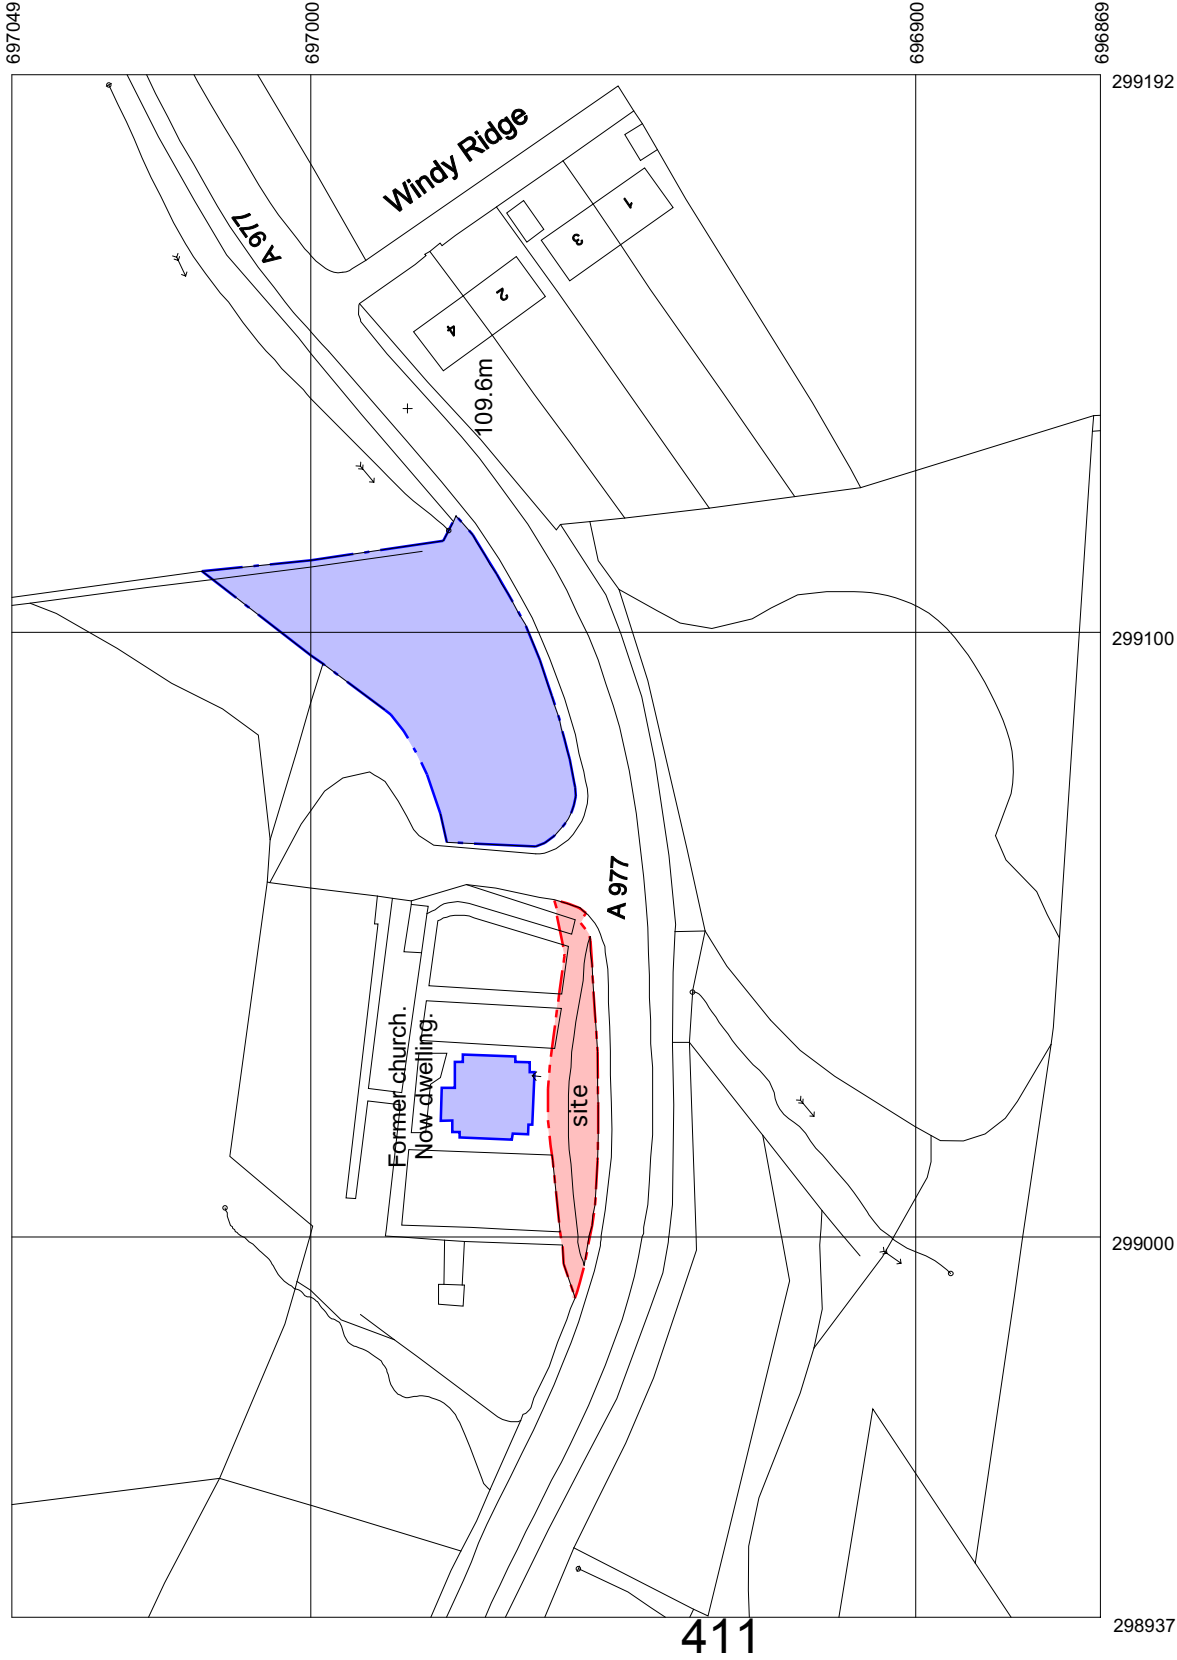 697049
697000
696900
696869
299192
Windy Ridge
A 977
1
3
2
4
109.6m
299100
A 977
Former church.
Now dwelling.
site
299000
298937
411